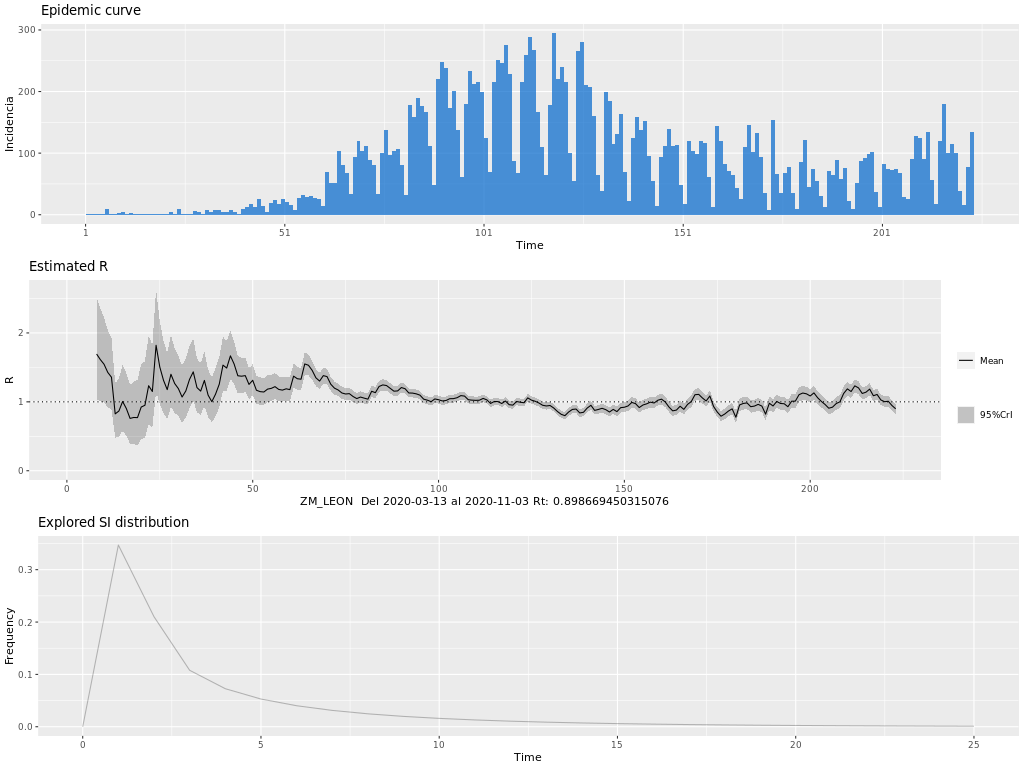 Epidemic curve
300
200
100
0
Incidencia
1 51 101 151 201
Time
Estimated R
2
1
0
R
0 50 100 150 200
ZM_LEON Del 2020-03-13 al 2020-11-03 Rt: 0.898669450315076
Mean
95%CrI
Explored SI distribution
0.3
0.2
0.1
0.0
Frequency
0 5 10 15 20 25
Time